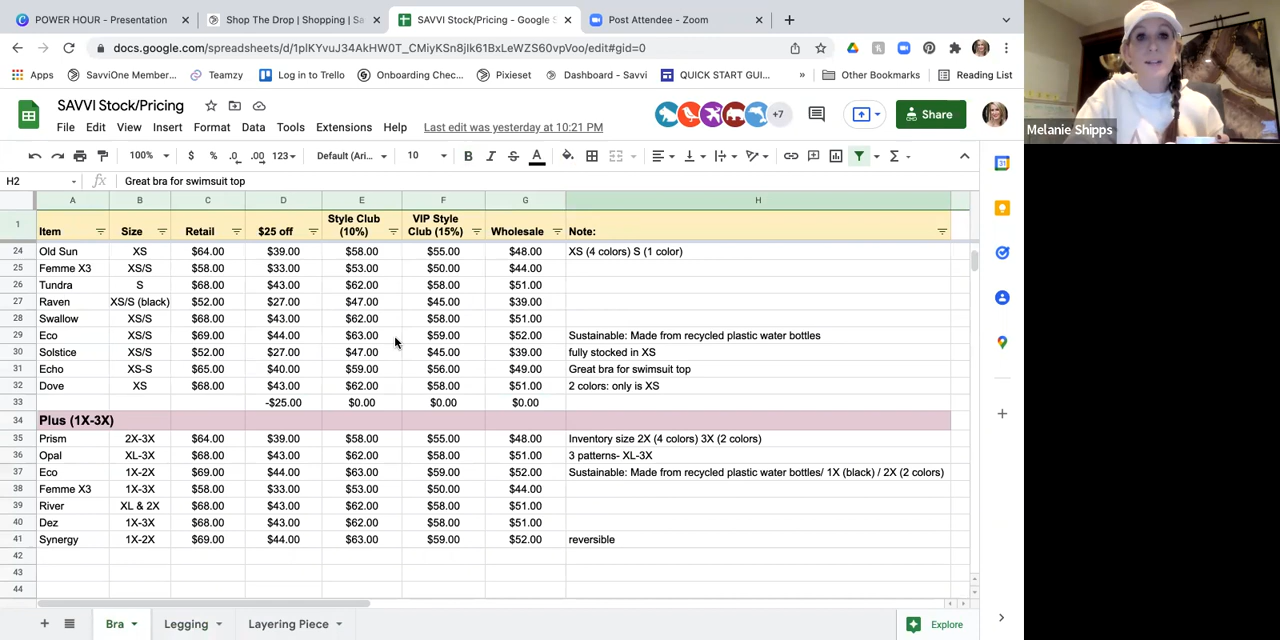 POWER HOUR - Presentation
Shop The Drop | Shopping | Sa
SAVVI Stock/Pricing - Google S
Post Attendee - Zoom
docs.google.com/spreadsheets/d/1plKYvuJ34AkHW0T_CMiyKSn8jlk61BxLeWZS60vpVoo/edit#gid=0
Apps SavviOne Member... Teamzy Log in to Trello Onboarding Chec... Pixieset Dashboard - Savvi QUICK START GUI... » Other Bookmarks Reading List
SAVVI Stock/Pricing
File Edit View Insert Format Data Tools Extensions Help Last edit was yesterday at 10:21 PM
+7
Share
100% $ % .0 .00 123 Default (Ari... 10 B I S A
H2 fx Great bra for swimsuit top
A B C D E F G H
1 Item Size Retail $25 off Style Club (10%) VIP Style Club (15%) Wholesale Note:
24 Old Sun XS $64.00 $39.00 $58.00 $55.00 $48.00 XS (4 colors) S (1 color)
25 Femme X3 XS/S $58.00 $33.00 $53.00 $50.00 $44.00
26 Tundra S $68.00 $43.00 $62.00 $58.00 $51.00
27 Raven XS/S (black) $52.00 $27.00 $47.00 $45.00 $39.00
28 Swallow XS/S $68.00 $43.00 $62.00 $58.00 $51.00
29 Eco XS/S $69.00 $44.00 $63.00 $59.00 $52.00 Sustainable: Made from recycled plastic water bottles
30 Solstice XS/S $52.00 $27.00 $47.00 $45.00 $39.00 fully stocked in XS
31 Echo XS-S $65.00 $40.00 $59.00 $56.00 $49.00 Great bra for swimsuit top
32 Dove XS $68.00 $43.00 $62.00 $58.00 $51.00 2 colors: only is XS
33 -$25.00 $0.00 $0.00 $0.00
34 Plus (1X-3X)
35 Prism 2X-3X $64.00 $39.00 $58.00 $55.00 $48.00 Inventory size 2X (4 colors) 3X (2 colors)
36 Opal XL-3X $68.00 $43.00 $62.00 $58.00 $51.00 3 patterns- XL-3X
37 Eco 1X-2X $69.00 $44.00 $63.00 $59.00 $52.00 Sustainable: Made from recycled plastic water bottles/ 1X (black) / 2X (2 colors)
38 Femme X3 1X-3X $58.00 $33.00 $53.00 $50.00 $44.00
39 River XL & 2X $68.00 $43.00 $62.00 $58.00 $51.00
40 Dez 1X-3X $68.00 $43.00 $62.00 $58.00 $51.00
41 Synergy 1X-2X $69.00 $44.00 $63.00 $59.00 $52.00 reversible
42
43
44
Bra Legging Layering Piece Explore
Melanie Shipps